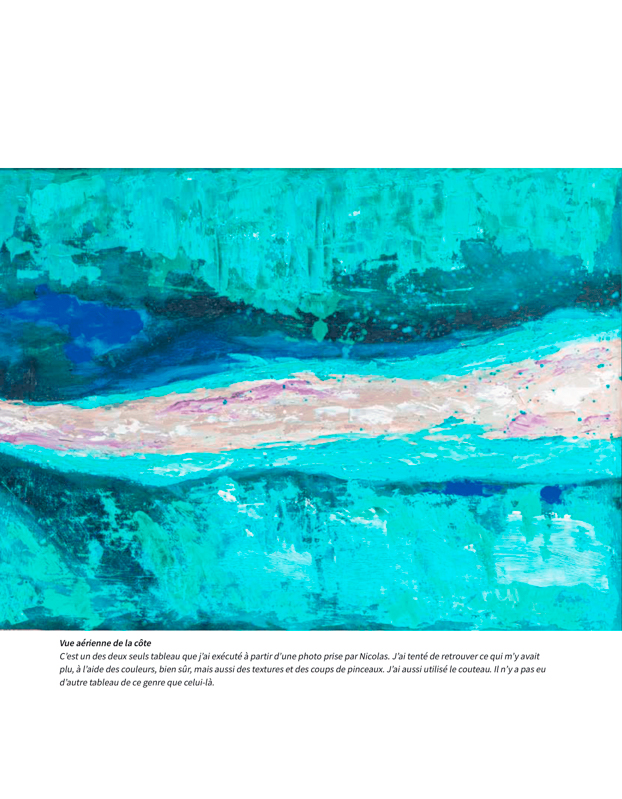 Vue aérienne de la côte
C'est un des deux seuls tableau que j'ai exécuté à partir d'une photo prise par Nicolas. J'ai tenté de retrouver ce qui m'y avait
plu, à l'aide des couleurs, bien sûr, mais aussi des textures et des coups de pinceaux. J'ai aussi utilisé le couteau. Il n'y a pas eu
d'autre tableau de ce genre que celui-là.